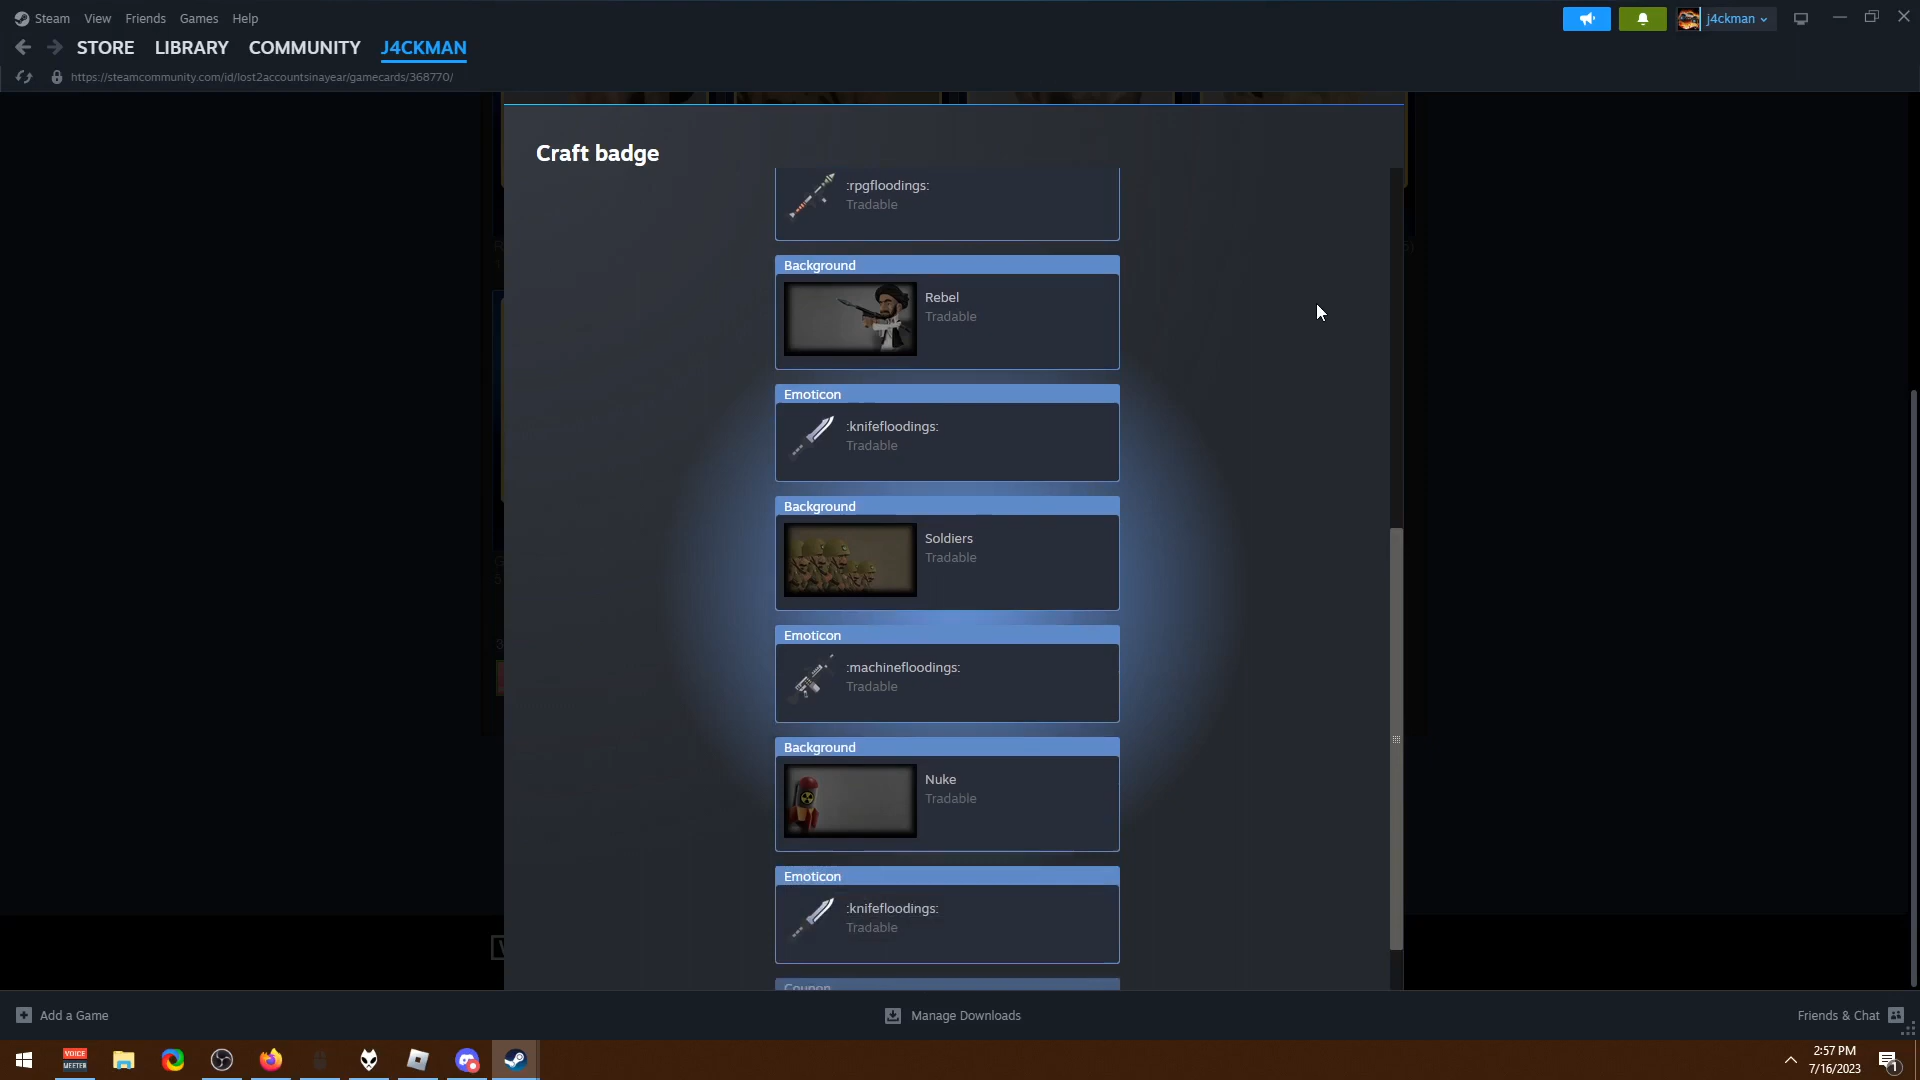 Steam View Friends Games Help
j4ckman
STORE LIBRARY COMMUNITY J4CKMAN
https://steamcommunity.com/id/lost2accountsinayear/gamecards/368770/
Craft badge
:rpgfloodings:
Tradable
Background
Rebel
Tradable
Emoticon
:knifefloodings:
Tradable
Background
Soldiers
Tradable
Emoticon
:machinefloodings:
Tradable
Background
Nuke
Tradable
Emoticon
:knifefloodings:
Tradable
Coupon
Add a Game
Manage Downloads
Friends & Chat
VOICE
MEETER
2:57 PM
7/16/2023
1